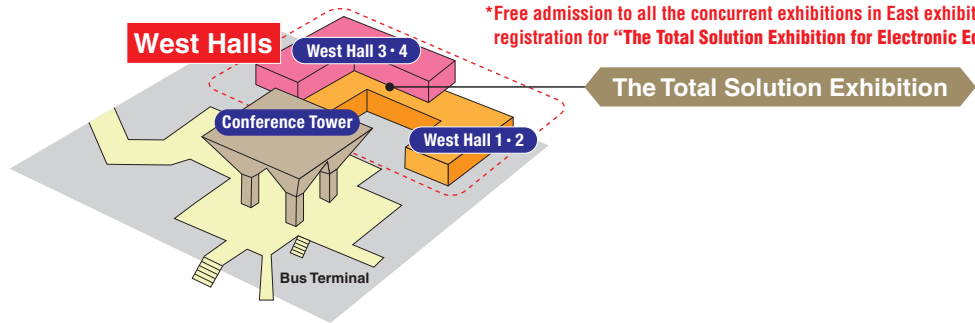 *Free admission to all the concurrent exhibitions in East
registration for “The Total Solution Exhibition for Electronic
West Halls
West Hall 3・4
The Total Solution Exhibition
Conference Tower
West Hall 1・2
Bus Terminal